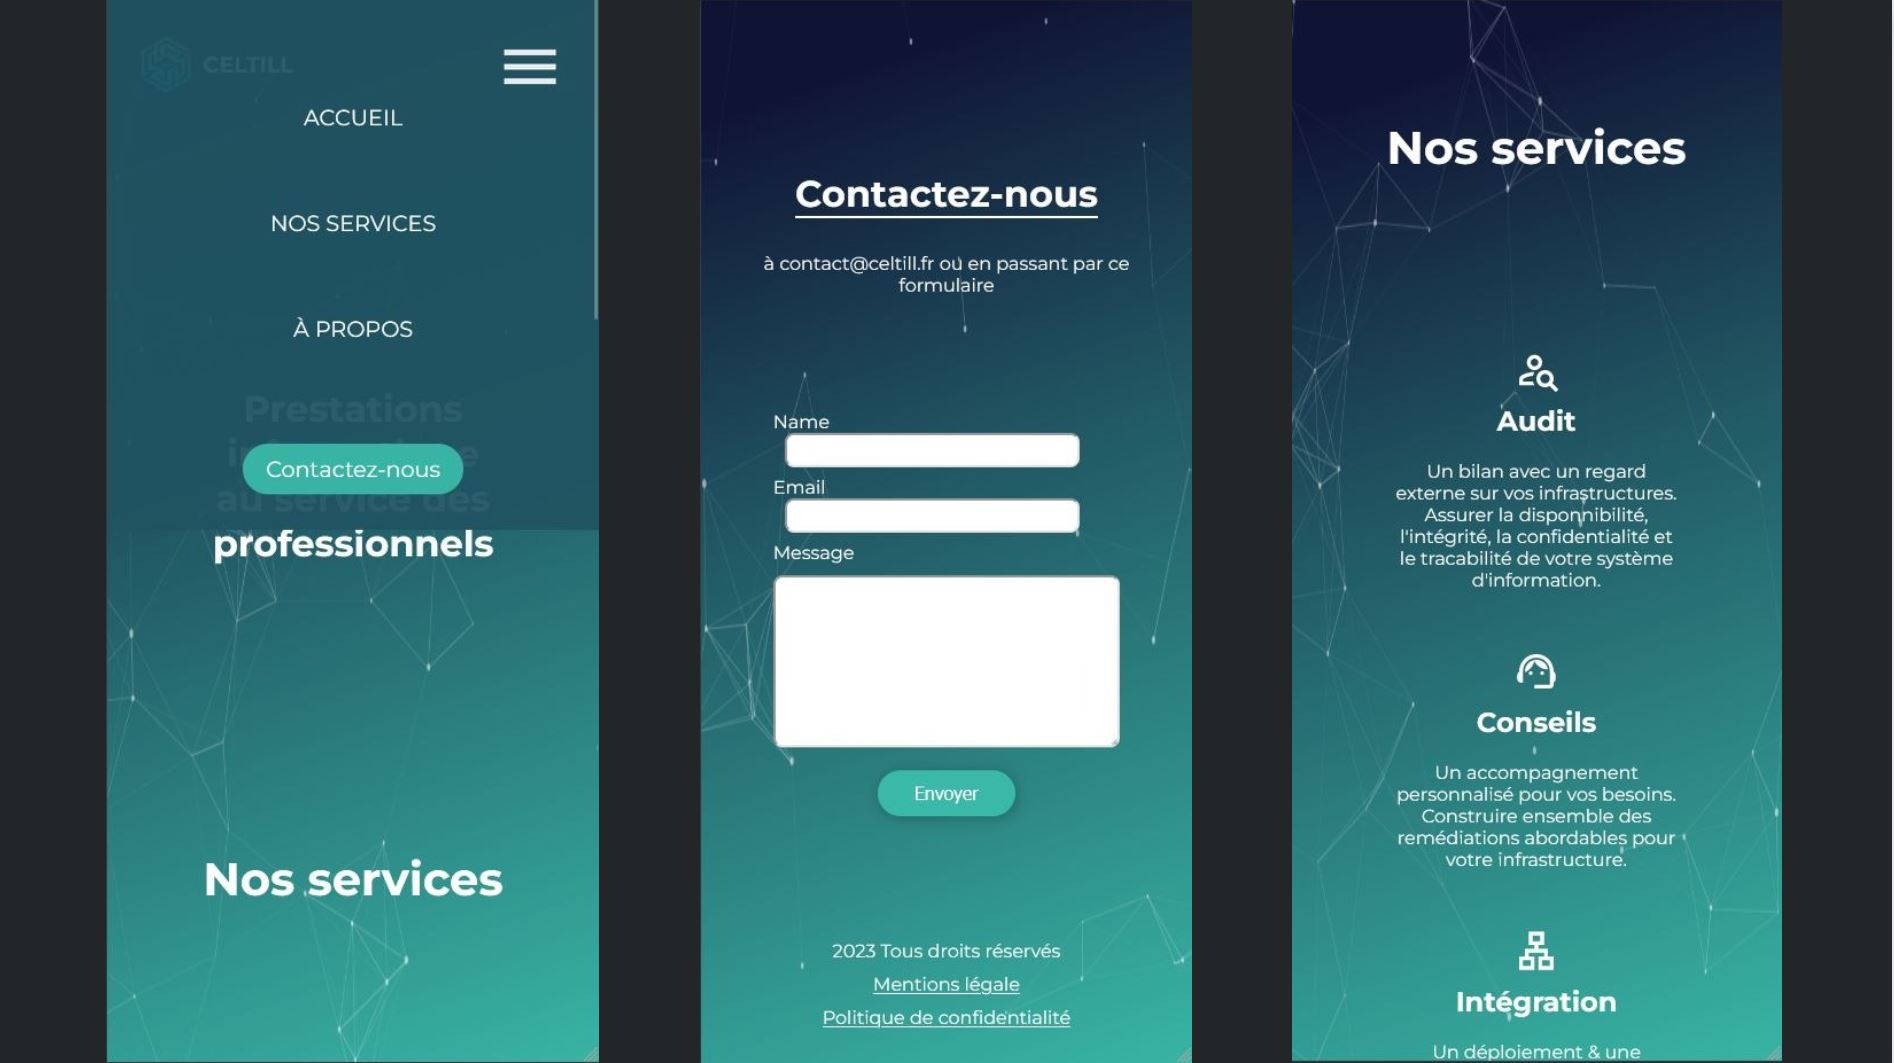 CELTILL
ACCUEIL
NOS SERVICES
À PROPOS
Prestations
Contactez-nous
au service des
professionnels
Nos services
Contactez-nous
à contact@celtill.fr ou en passant par ce
formulaire
Name
Email
Message
Envoyer
2023 Tous droits réservés
Mentions légale
Politique de confidentialité
Nos services
Audit
Un bilan avec un regard
externe sur vos infrastructures.
Assurer la disponnibilité,
l'intégrité, la confidentialité et
le tracabilité de votre système
d'information.
Conseils
Un accompagnement
personnalisé pour vos besoins.
Construire ensemble des
remédiations abordables pour
votre infrastructure.
Intégration
Un déploiement & une